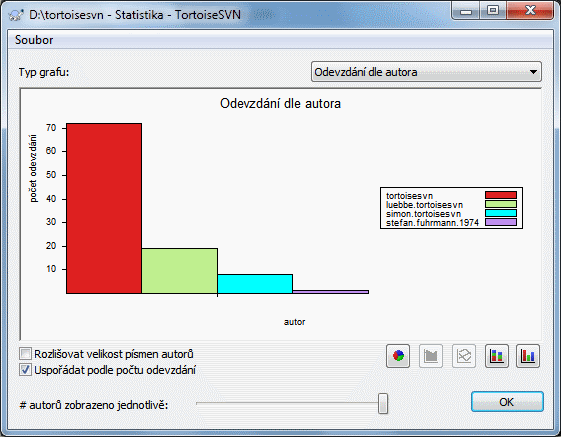 D:\tortoisesvn - Statistika - TortoiseSVN
Soubor
Typ grafu:
Odevzdání dle autora
Odevzdání dle autora
počet odevzdání
70
60
50
40
30
20
10
tortoisesvn
luebbe.tortoisesvn
simon.tortoisesvn
stefan.fuhrmann.1974
autor
Rozlišovat velikost písmen autorů
Uspořádat podle počtu odevzdání
# autorů zobrazeno jednotlivě:
OK